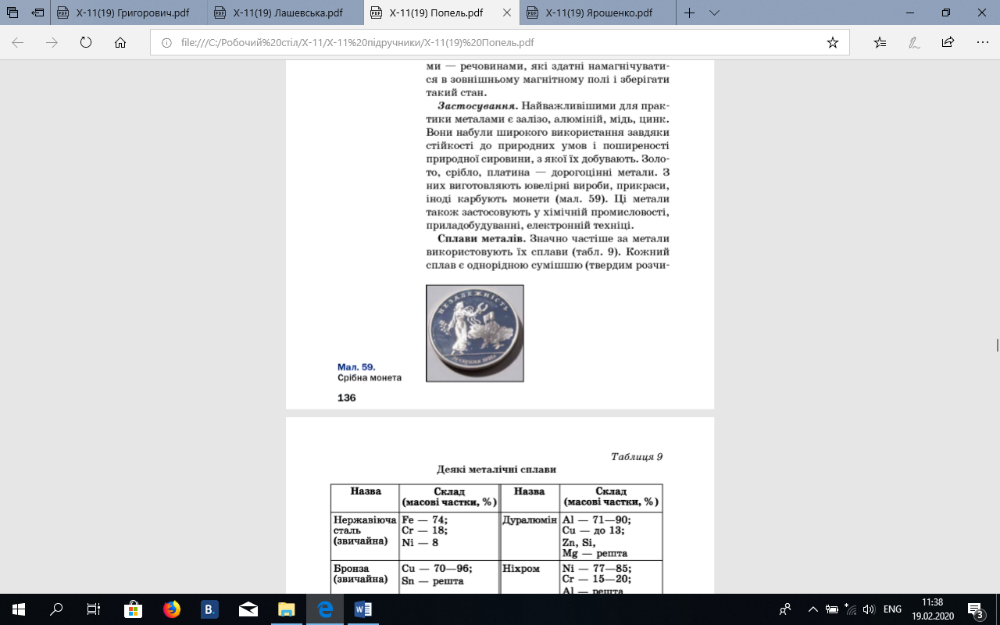 X-11(19) Григорович.pdf
X-11(19) Лашевська.pdf
X-11(19) Попель.pdf
X-11(19) Ярошенко.pdf
file:///C:/Робочий%20стіл/X-11/X-11%20підручники/X-11(19)%20Попель.pdf
ми — речовинами, які здатні намагнічувати-
ся в зовнішньому магнітному полі і зберігати
такий стан.
Застосування. Найважливішими для прак-
тики металами є залізо, алюміній, мідь, цинк.
Вони набули широкого використання завдяки
стійкості до природних умов і поширеності
природної сировини, з якої їх добувають. Золо-
то, срібло, платина — дорогоцінні метали. З
них виготовляють ювелірні вироби, прикраси,
іноді карбують монети (мал. 59). Ці метали
також застосовують у хімічній промисловості,
приладобудуванні, електронній техніці.
Сплави металів. Значно частіше за метали
використовують їх сплави (табл. 9). Кожний
сплав є однорідною сумішшю (твердим розчи-
НЕЗАДЕЖНІСТЬ
Мал. 59.
Срібна монета
136
Таблиця 9
Деякі металічні сплави
Назва
Склад
(масові частки, %)
Назва
Склад
(масові частки, %)
Нержавіюча
сталь
(звичайна)
Fe — 74;
Cr — 18;
Ni — 8
Дуралюмін
Al — 71—90;
Cu — до 13;
Zn, Si,
Mg — решта
Бронза
(звичайна)
Cu — 70—96;
Sn — решта
Ніхром
Ni — 77—85;
Cr — 15—20;
Al — решта
B.
ENG
11:38
19.02.2020
3